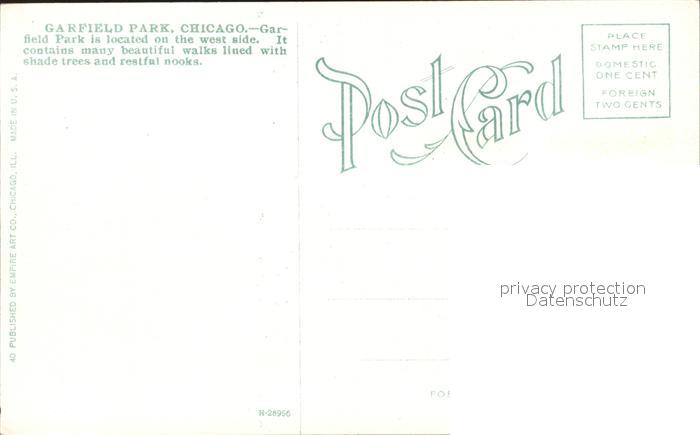 GARFIELD PARK, CHICAGO.—Gar-
field Park is located on the west side. It
contains many beautiful walks lined with
shade trees and restful nooks.
Post Card
PLACE
STAMP HERE
DOMESTIC
ONE CENT
FOREIGN
TWO CENTS
40 PUBLISHED BY EMPIRE ART CO., CHICAGO, ILL. MADE IN U. S. A.
privacy protection
Datenschutz
FOR